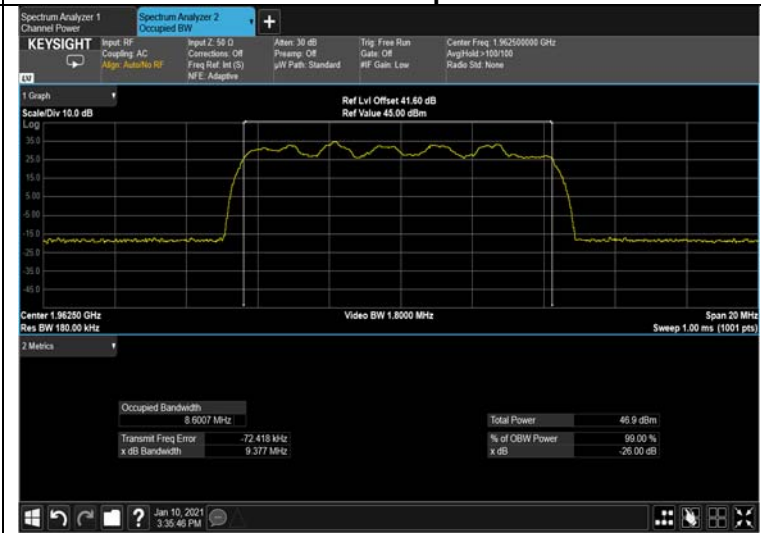 Spectrum Analyzer 1
Channel Power
Spectrum Analyzer 2
Occupied BW
+
KEYSIGHT
Input: RF
Coupling: AC
Align: Auto/No RF
Input Z: 50 Ω
Corrections: Off
Freq Ref: Int (S)
NFE: Adaptive
Atten: 30 dB
Preamp: Off
µW Path: Standard
Trig: Free Run
Gate: Off
#IF Gain: Low
Center Freq: 1.962500000 GHz
Avg|Hold:>100/100
Radio Std: None
1 Graph
Scale/Div 10.0 dB
Ref Lvl Offset 41.60 dB
Ref Value 45.00 dBm
Log
35.0
25.0
15.0
5.00
-5.00
-15.0
-25.0
-35.0
-45.0
Center 1.96250 GHz
Res BW 180.00 kHz
Video BW 1.8000 MHz
Span 20 MHz
Sweep 1.00 ms (1001 pts)
2 Metrics
Occupied Bandwidth
8.6007 MHz
Transmit Freq Error -72.418 kHz
x dB Bandwidth 9.377 MHz
Total Power 46.9 dBm
% of OBW Power 99.00 %
x dB -26.00 dB
?
Jan 10, 2021
3:35:46 PM